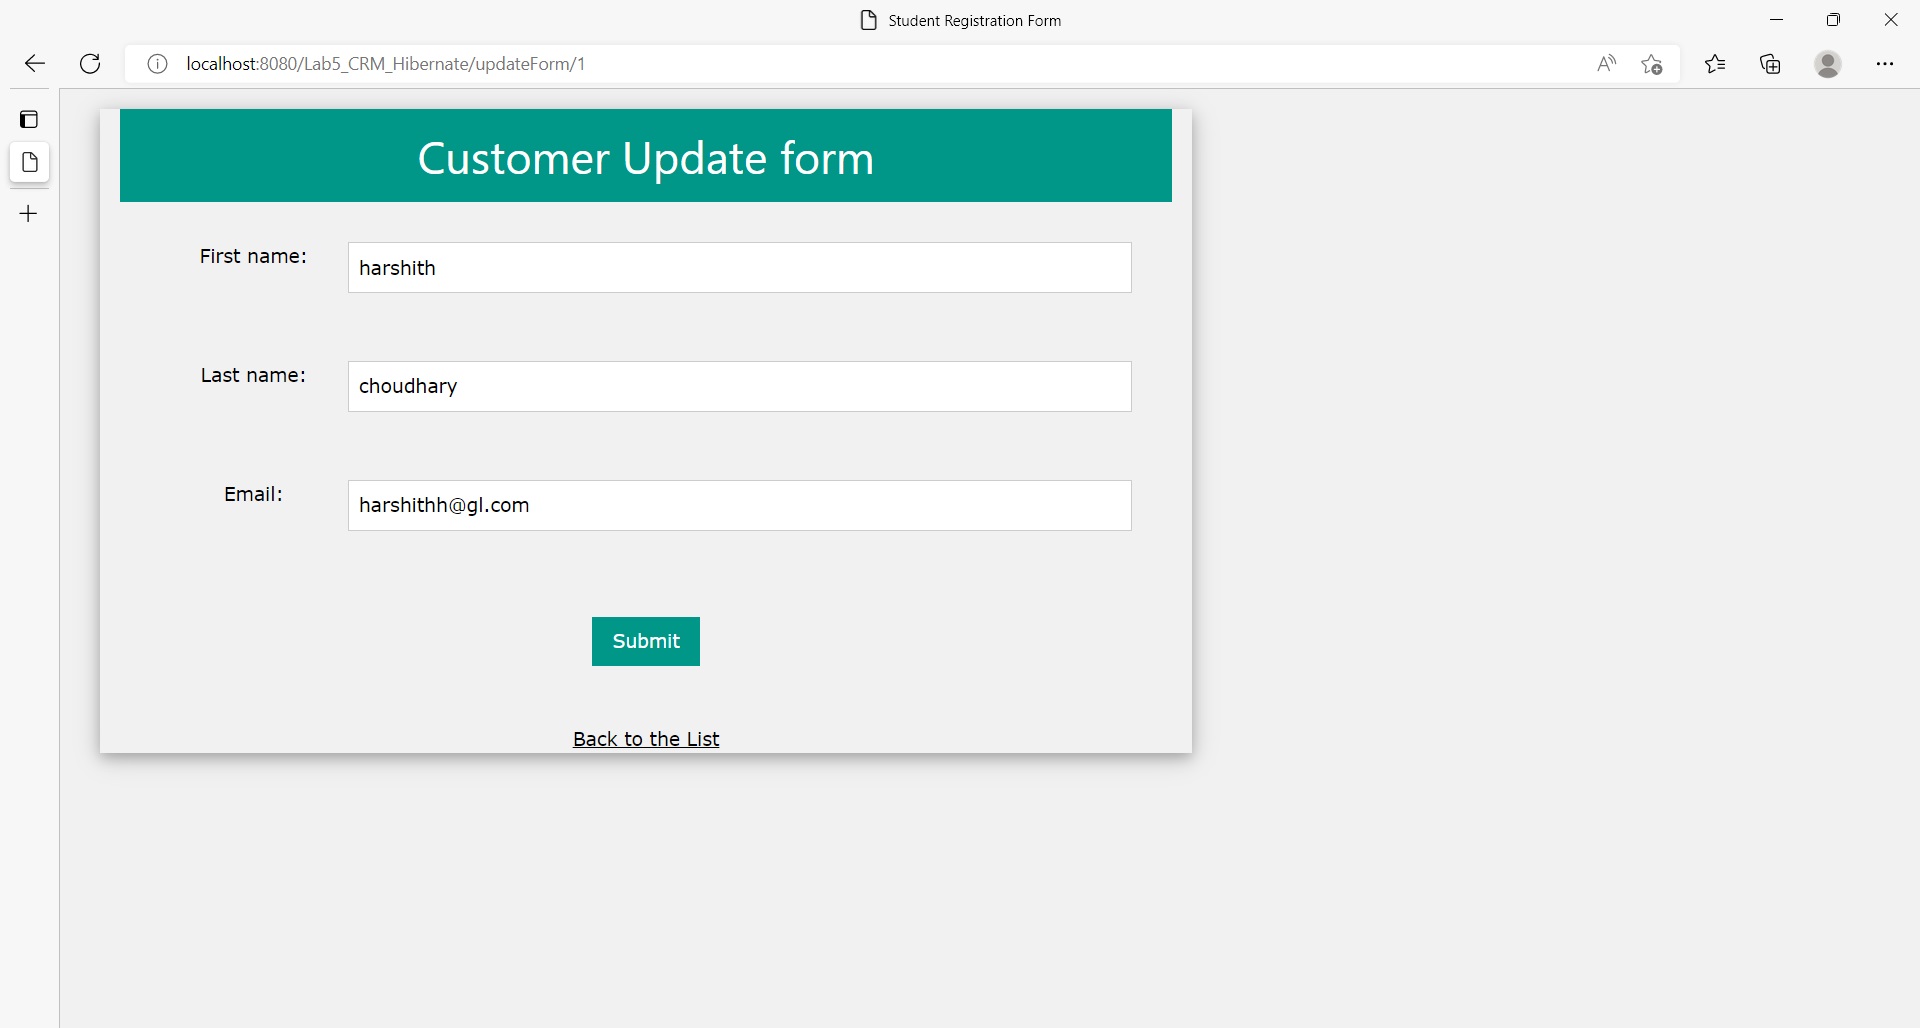 Student Registration Form
localhost:8080/Lab5_CRM_Hibernate/updateForm/1
Customer Update form
First name:
harshith
Last name:
choudhary
Email:
harshithh@gl.com
Submit
Back to the List